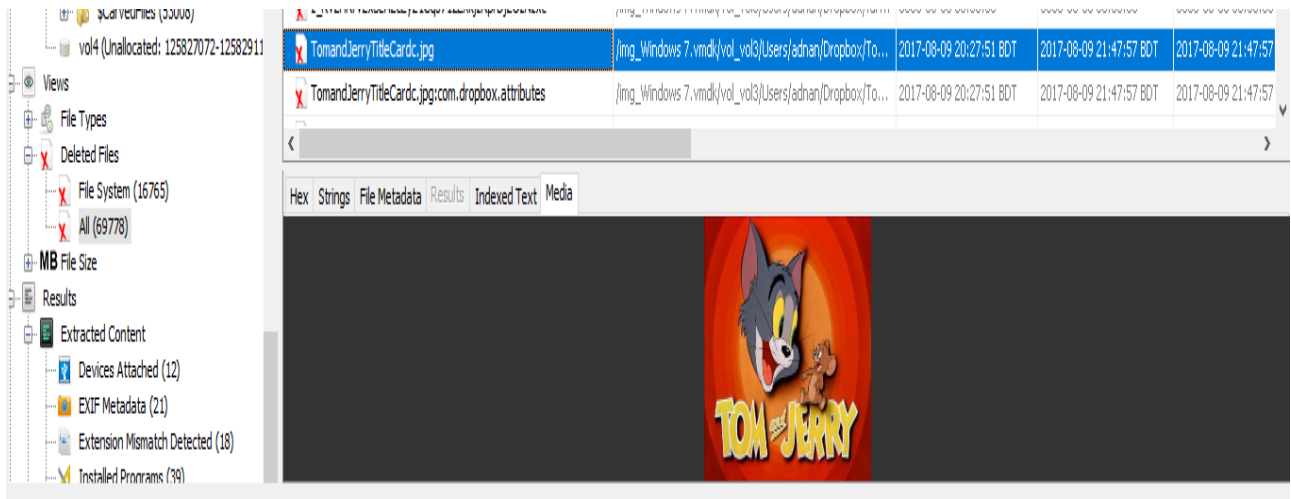 $CarvedFiles (53008)
vol4 (Unallocated: 125827072-12582911
Views
File Types
Deleted Files
File System (16765)
All (69778)
MB File Size
Results
Extracted Content
Devices Attached (12)
EXIF Metadata (21)
Extension Mismatch Detected (18)
Installed Programs (39)
TomandJerryTitleCardc.jpg /img_Windows 7.vmdk/vol_vol3/Users/adnan/Dropbox/To... 2017-08-09 20:27:51 BDT 2017-08-09 21:47:57 BDT 2017-08-09 21:47:57
TomandJerryTitleCardc.jpg:com.dropbox.attributes /img_Windows 7.vmdk/vol_vol3/Users/adnan/Dropbox/To... 2017-08-09 20:27:51 BDT 2017-08-09 21:47:57 BDT 2017-08-09 21:47:57
Hex Strings File Metadata Results Indexed Text Media
TOM and JERRY